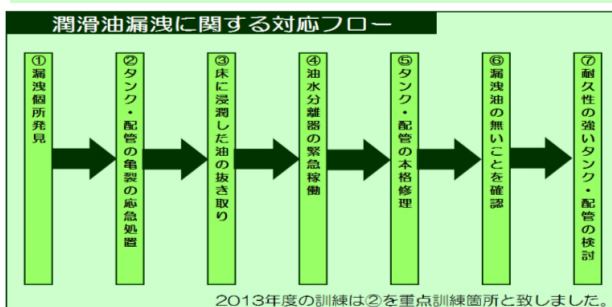 潤滑油漏洩に関する対応フロー
①漏洩個所発見
②タンク・配管の亀裂の応急処置
③床に浸潤した油の抜き取り
④油水分離器の緊急稼働
⑤タンク・配管の本格修理
⑥漏洩油の無いことを確認
⑦耐久性の強いタンク・配管の検討
2013年度の訓練は②を重点訓練箇所と致しました。